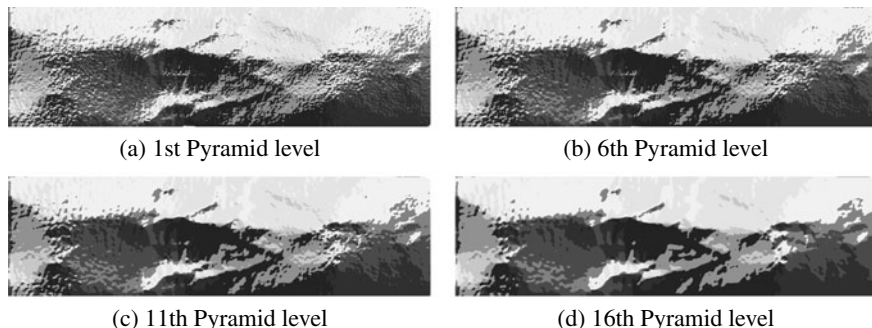 (a) 1st Pyramid level
(b) 6th Pyramid level
(c) 11th Pyramid level
(d) 16th Pyramid level